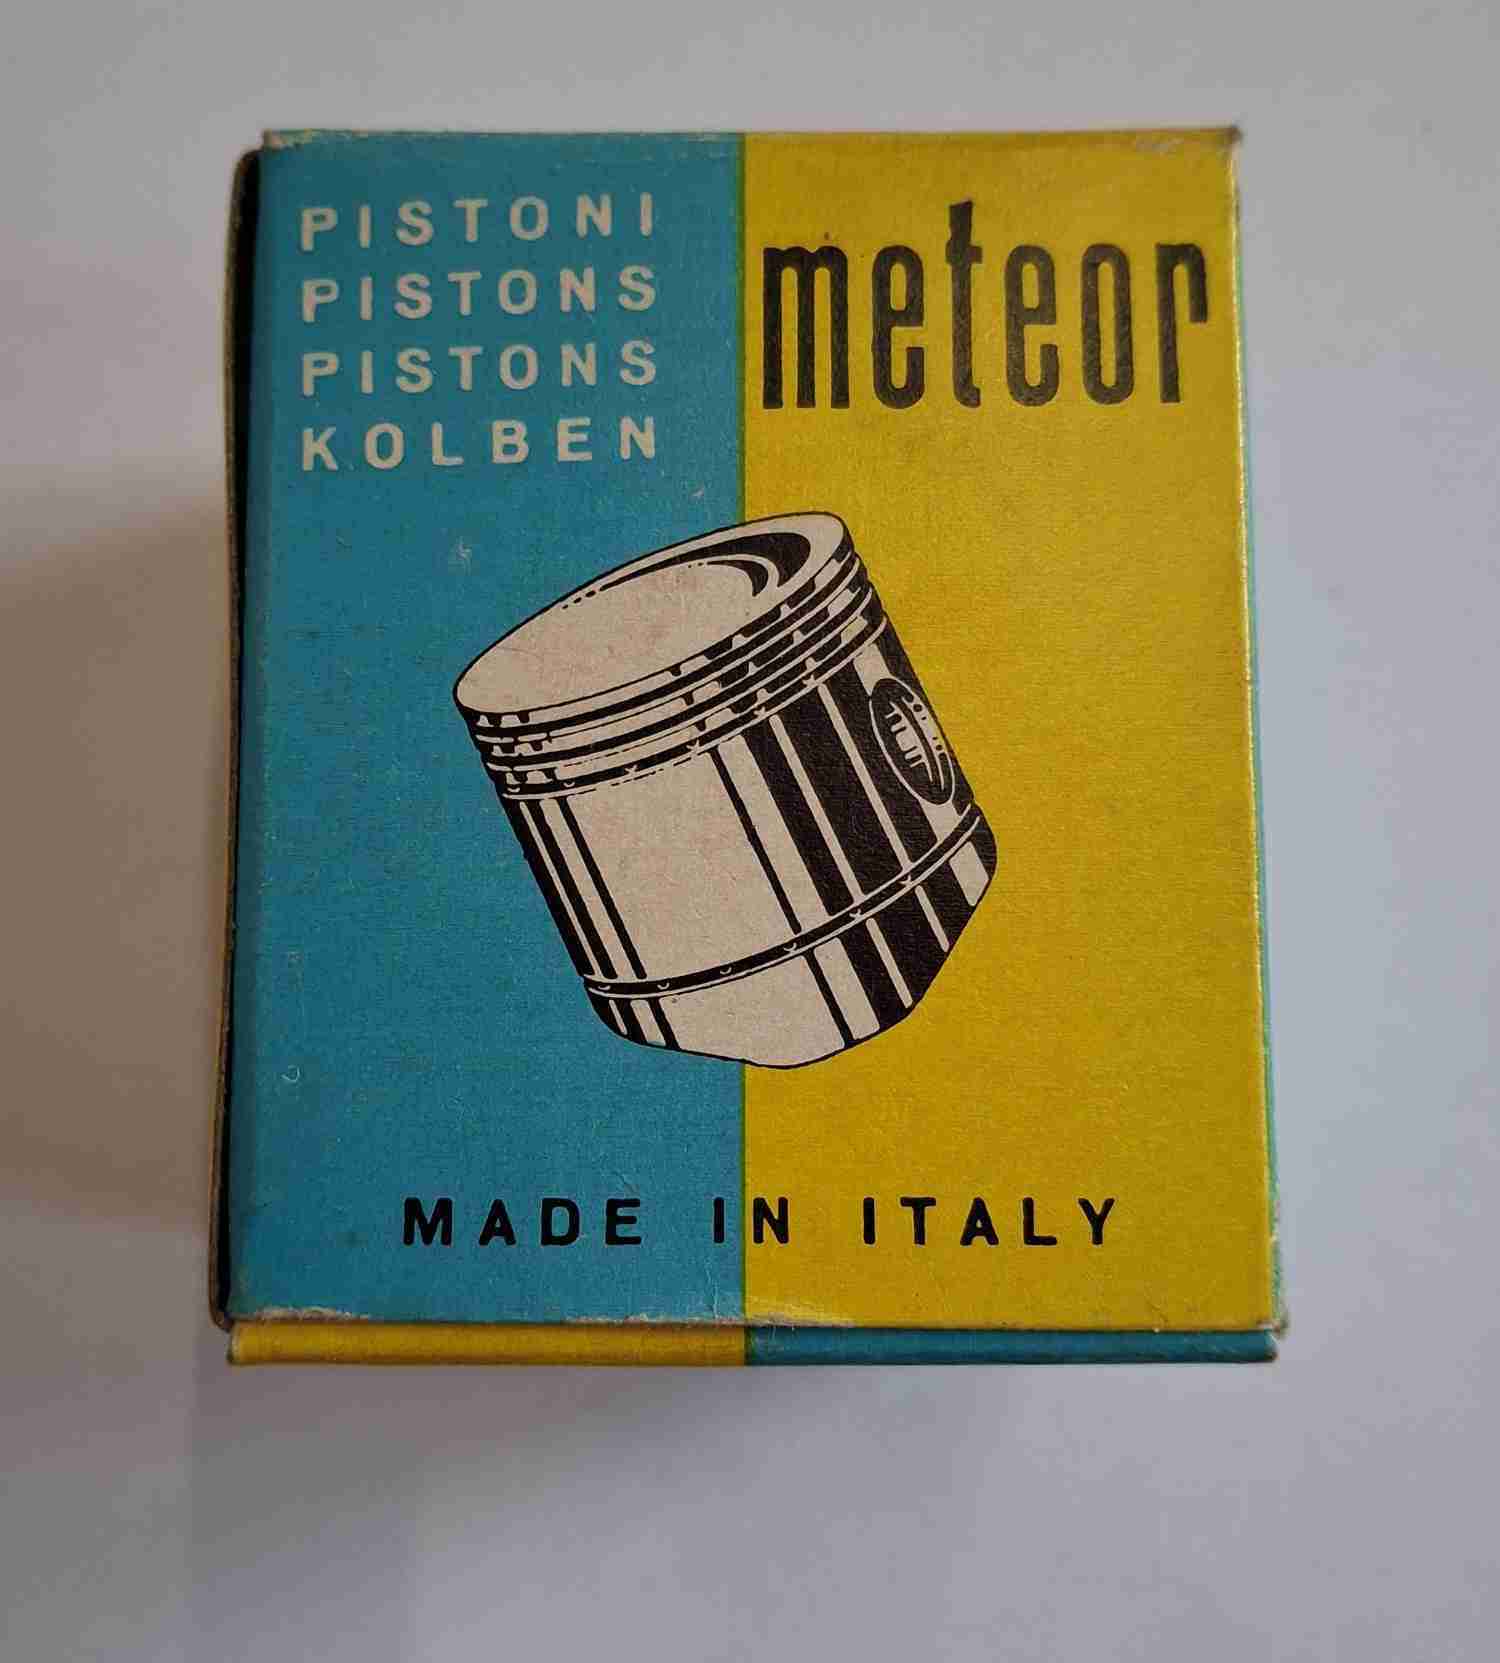 PISTONI
PISTONS
PISTONS
KOLBEN
meteor
MADE IN ITALY